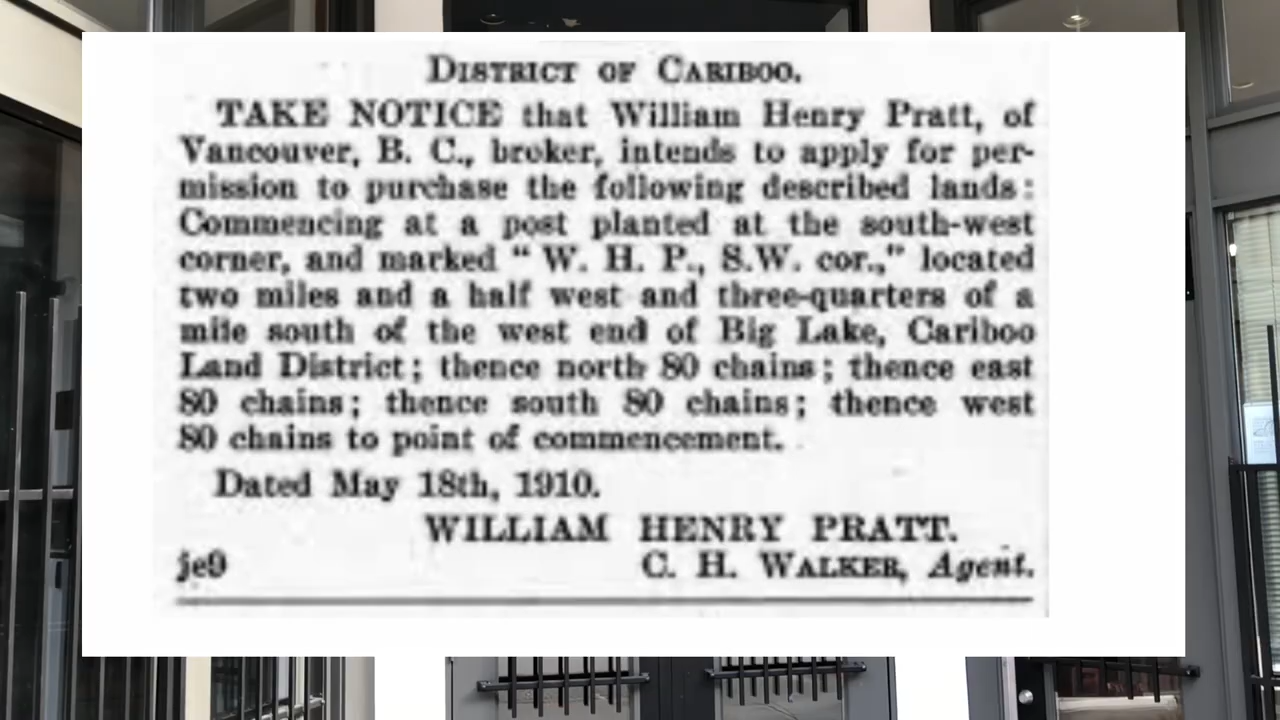 DISTRICT OF CARIBOO.
TAKE NOTICE that William Henry Pratt, of
Vancouver, B. C., broker, intends to apply for per-
mission to purchase the following described lands:
Commencing at a post planted at the south-west
corner, and marked “ W. H. P., S.W. cor.,” located
two miles and a half west and three-quarters of a
mile south of the west end of Big Lake, Cariboo
Land District; thence north 80 chains; thence east
80 chains; thence south 80 chains; thence west
80 chains to point of commencement.
Dated May 18th, 1910.
WILLIAM HENRY PRATT.
je9 C. H. WALKER, Agent.